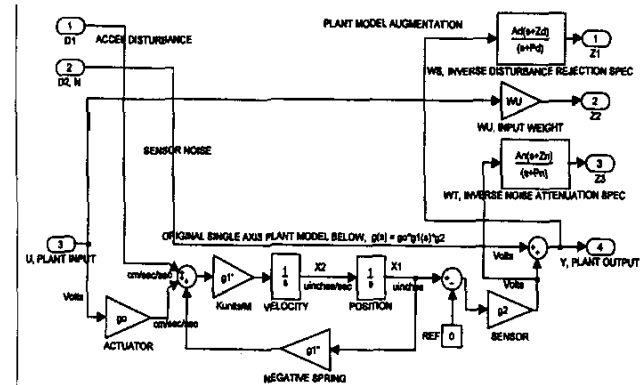 1
D1
ACCEL DISTURBANCE
2
D2, N
SENSOR NOISE
PLANT MODEL AUGMENTATION
Ad(s+Zd)
(s+Pd)
1
Z1
WS, INVERSE DISTURBANCE REJECTION SPEC
WU
2
Z2
WU, INPUT WEIGHT
An(s+Zn)
(s+Pn)
3
Z3
WT, INVERSE NOISE ATTENUATION SPEC
ORIGINAL SINGLE AXIS PLANT MODEL BELOW, g(s) = go*g1(s)*g2
3
U, PLANT INPUT
Volts
4
Y, PLANT OUTPUT
cm/sec/sec
Volts
go
ACTUATOR
cm/sec/sec
g1'
Kunits/M
1
s
VELOCITY
X2
uinches/sec
1
s
POSITION
X1
uinches
REF
0
g2
SENSOR
Volts
g1"
NEGATIVE SPRING